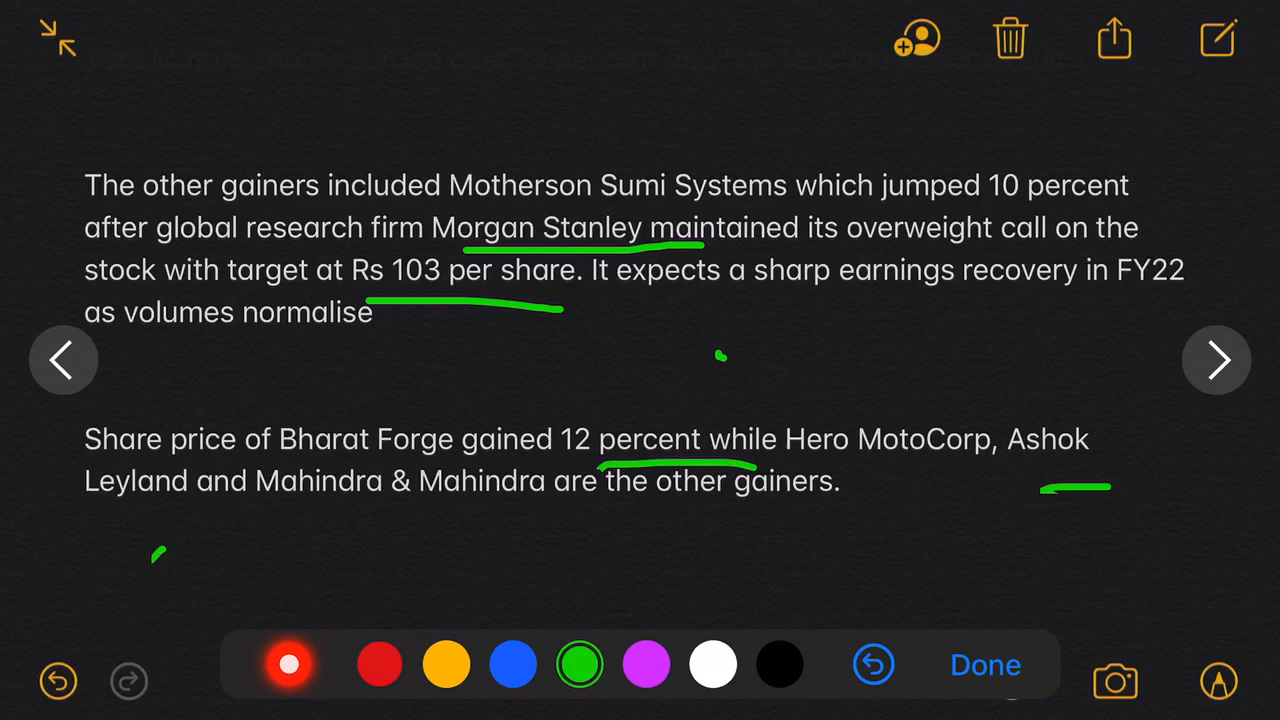 The other gainers included Motherson Sumi Systems which jumped 10 percent
after global research firm Morgan Stanley maintained its overweight call on the
stock with target at Rs 103 per share. It expects a sharp earnings recovery in FY22
as volumes normalise
Share price of Bharat Forge gained 12 percent while Hero MotoCorp, Ashok
Leyland and Mahindra & Mahindra are the other gainers.
Done